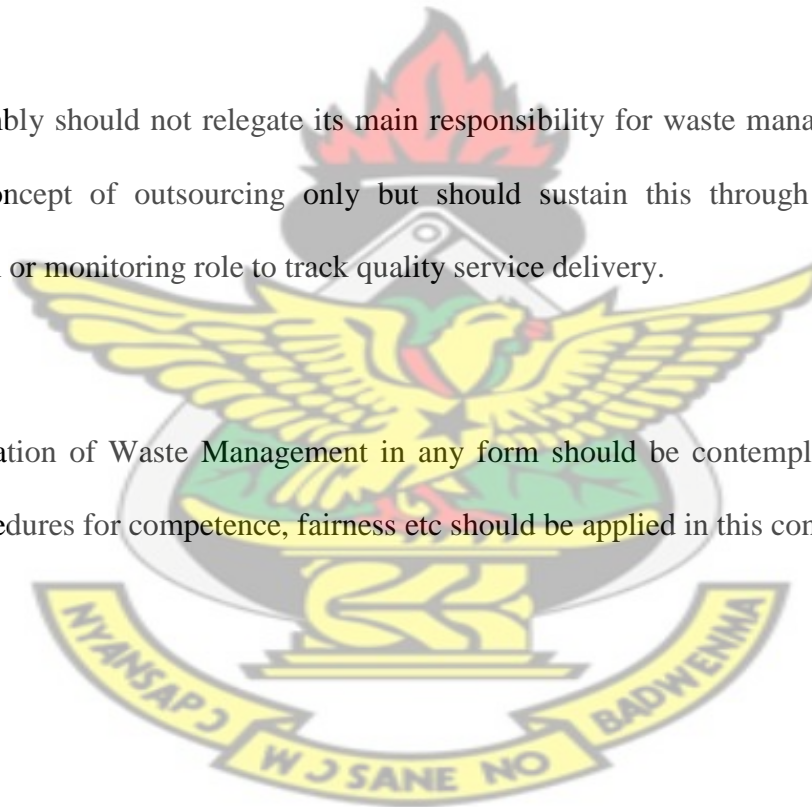 mbly should not relegate its main responsibility for waste mana
oncept of outsourcing only but should sustain this through
or monitoring role to track quality service delivery.
ation of Waste Management in any form should be contempl
edures for competence, fairness etc should be applied in this con
NYANSAPƆ WƆSANE NO BADWENMA